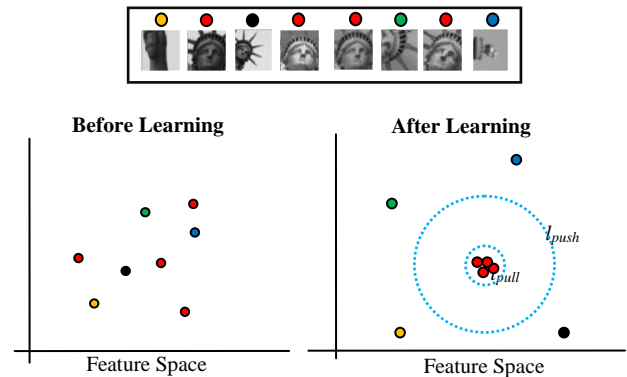 Before Learning
After Learning
l_push
l_pull
Feature Space
Feature Space